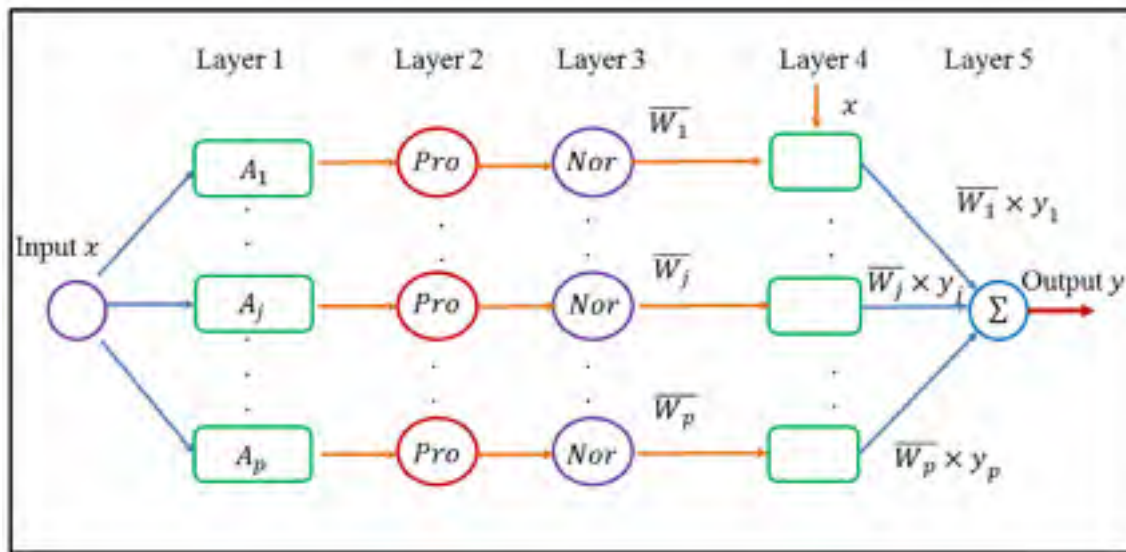 Layer 1 Layer 2 Layer 3 Layer 4 Layer 5
x
W̅₁
A₁ Pro Nor
W̅₁ × y₁
Input x
W̅ⱼ
W̅ⱼ × yⱼ
Output y
Aⱼ Pro Nor Σ
W̅ₚ
Aₚ Pro Nor
W̅ₚ × yₚ